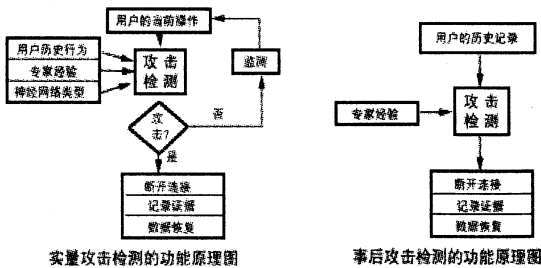 用户的当前操作
用户历史行为
专家经验
神经网络类型
攻击
检测
监测
攻
击?
否
是
断开连接
记录证据
数据恢复
实量攻击检测的功能原理图
用户的历史记录
专家经验
攻击
检测
断开连接
记录证据
数据恢复
事后攻击检测的功能原理图